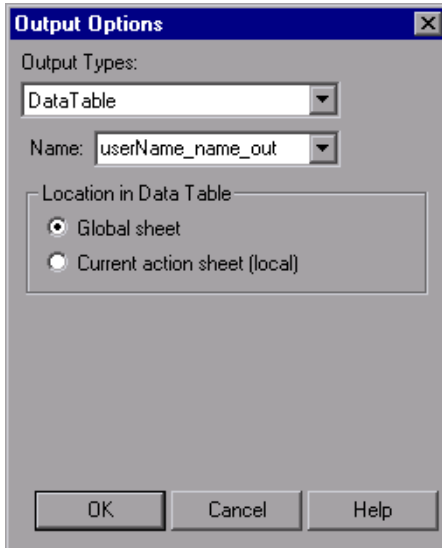 Output Options
Output Types:
DataTable
Name: userName_name_out
Location in Data Table
Global sheet
Current action sheet (local)
OK Cancel Help